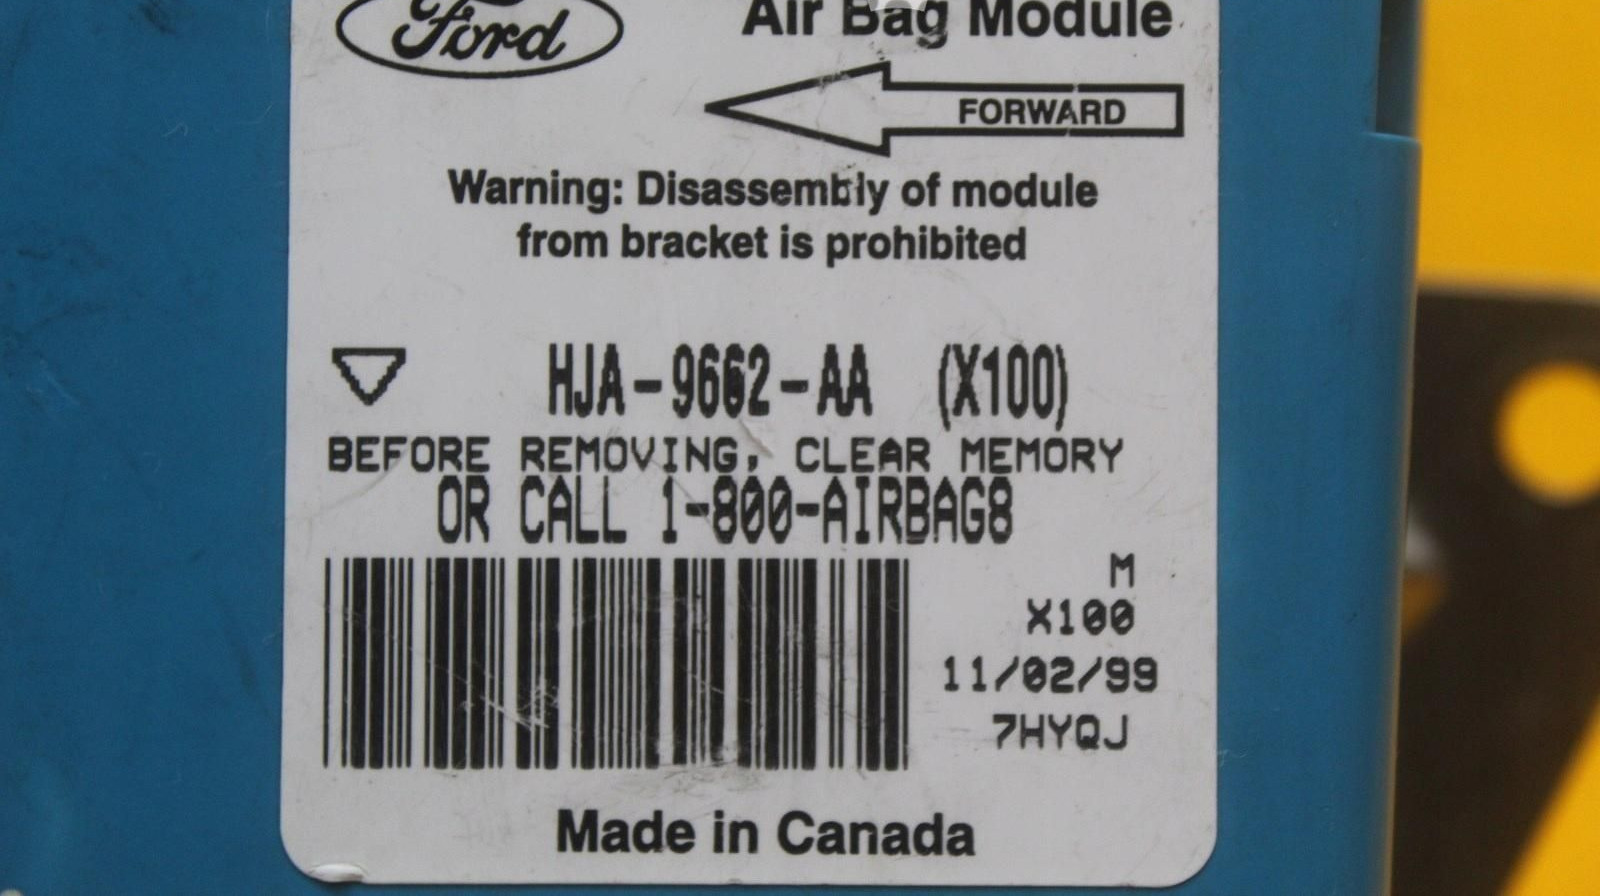 Ford
Air Bag Module
FORWARD
Warning: Disassembly of module
from bracket is prohibited
HJA-9662-AA (X100)
BEFORE REMOVING, CLEAR MEMORY
OR CALL 1-800-AIRBAG8
M
X100
11/02/99
7HYQJ
Made in Canada